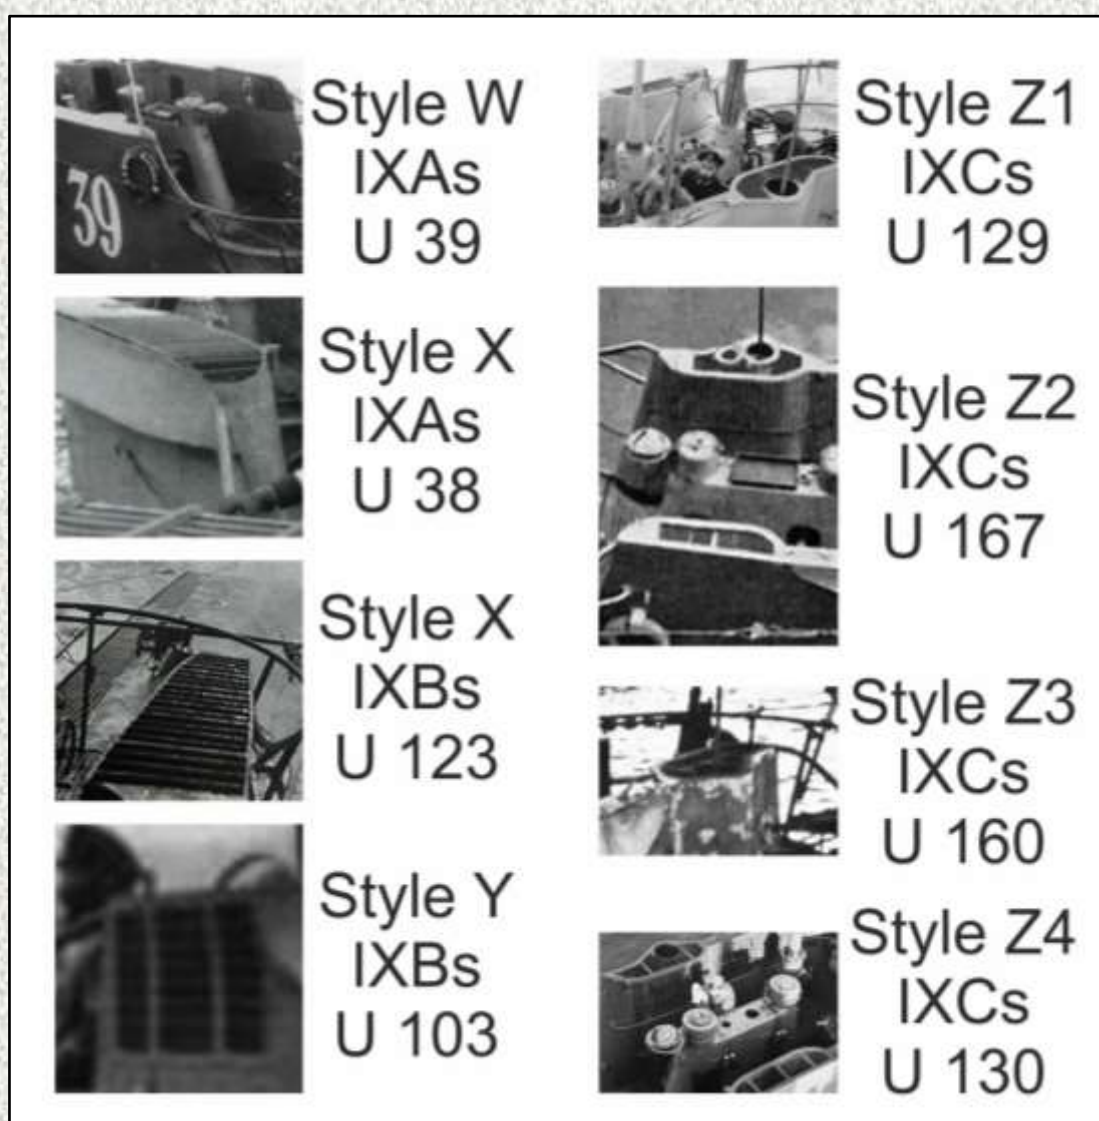 39
Style W
IXAs
U 39
Style X
IXAs
U 38
Style X
IXBs
U 123
Style Y
IXBs
U 103
Style Z1
IXCs
U 129
Style Z2
IXCs
U 167
Style Z3
IXCs
U 160
Style Z4
IXCs
U 130